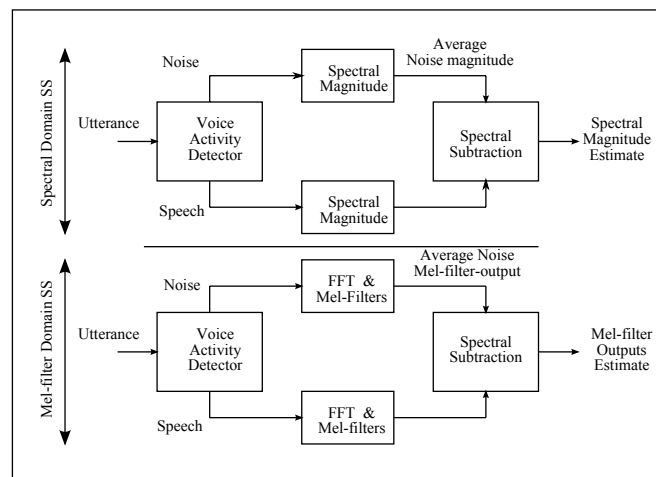 Spectral Domain SS
Utterance
Noise
Voice
Activity
Detector
Speech
Spectral
Magnitude
Spectral
Magnitude
Average
Noise magnitude
Spectral
Subtraction
Spectral
Magnitude
Estimate
Mel-filter Domain SS
Utterance
Noise
Voice
Activity
Detector
Speech
FFT &
Mel-Filters
FFT &
Mel-filters
Average Noise
Mel-filter-output
Spectral
Subtraction
Mel-filter
Outputs
Estimate